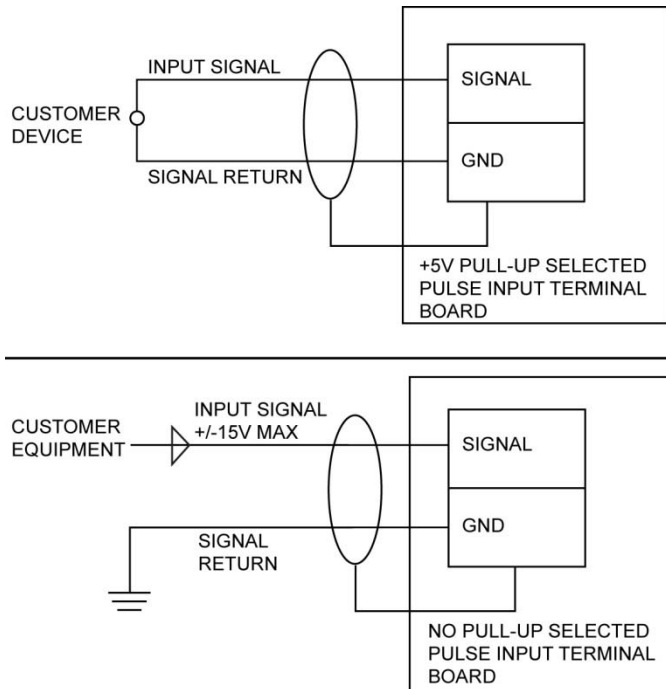 INPUT SIGNAL
SIGNAL
CUSTOMER
DEVICE
GND
SIGNAL RETURN
+5V PULL-UP SELECTED
PULSE INPUT TERMINAL
BOARD
INPUT SIGNAL
+/-15V MAX
CUSTOMER
EQUIPMENT
SIGNAL
GND
SIGNAL
RETURN
NO PULL-UP SELECTED
PULSE INPUT TERMINAL
BOARD